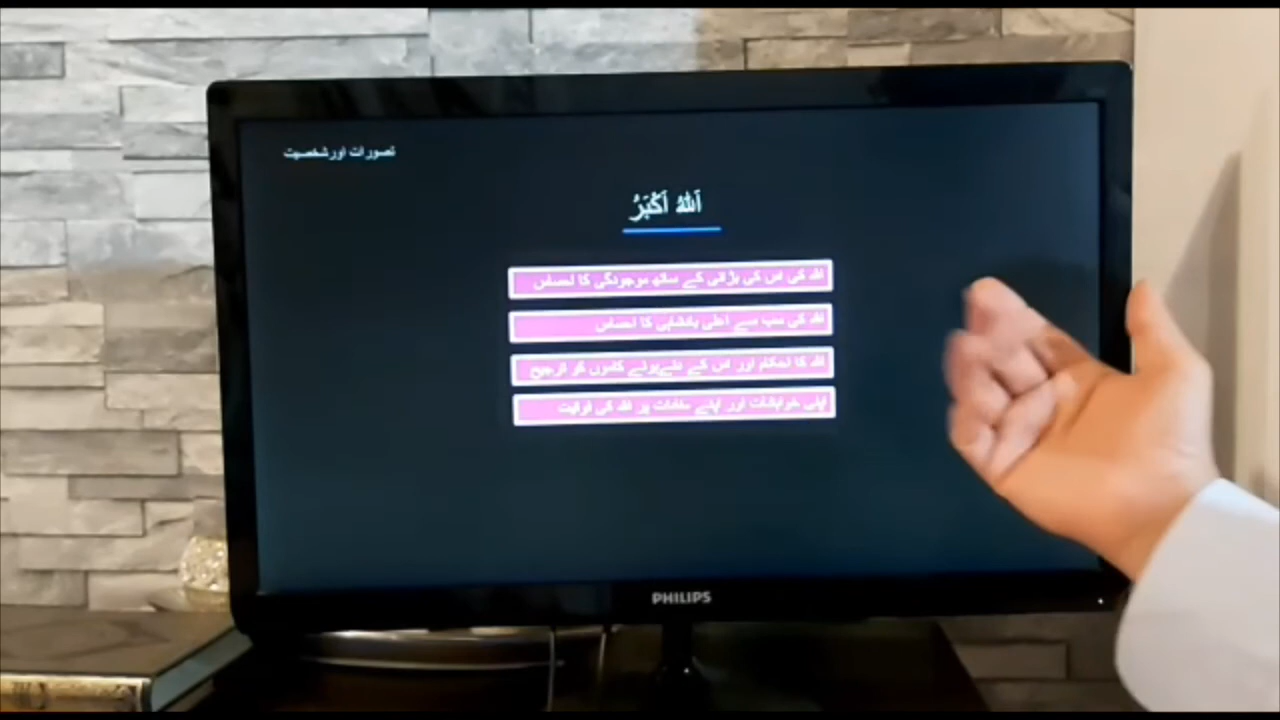 تصورات اور شخصیت
اَللهُ اَكْبَرُ
اللہ کی اس کی بڑائی کے ساتھ موجودگی کا احساس
اللہ کی سب سے اعلی بادشاہی کا احساس
اللہ کا احکام اور اس کے دئیے ہوئے کاموں کو ترجیح
اپنی خواہشات اور اپنے مفادات پر اللہ کی فوقیت
PHILIPS